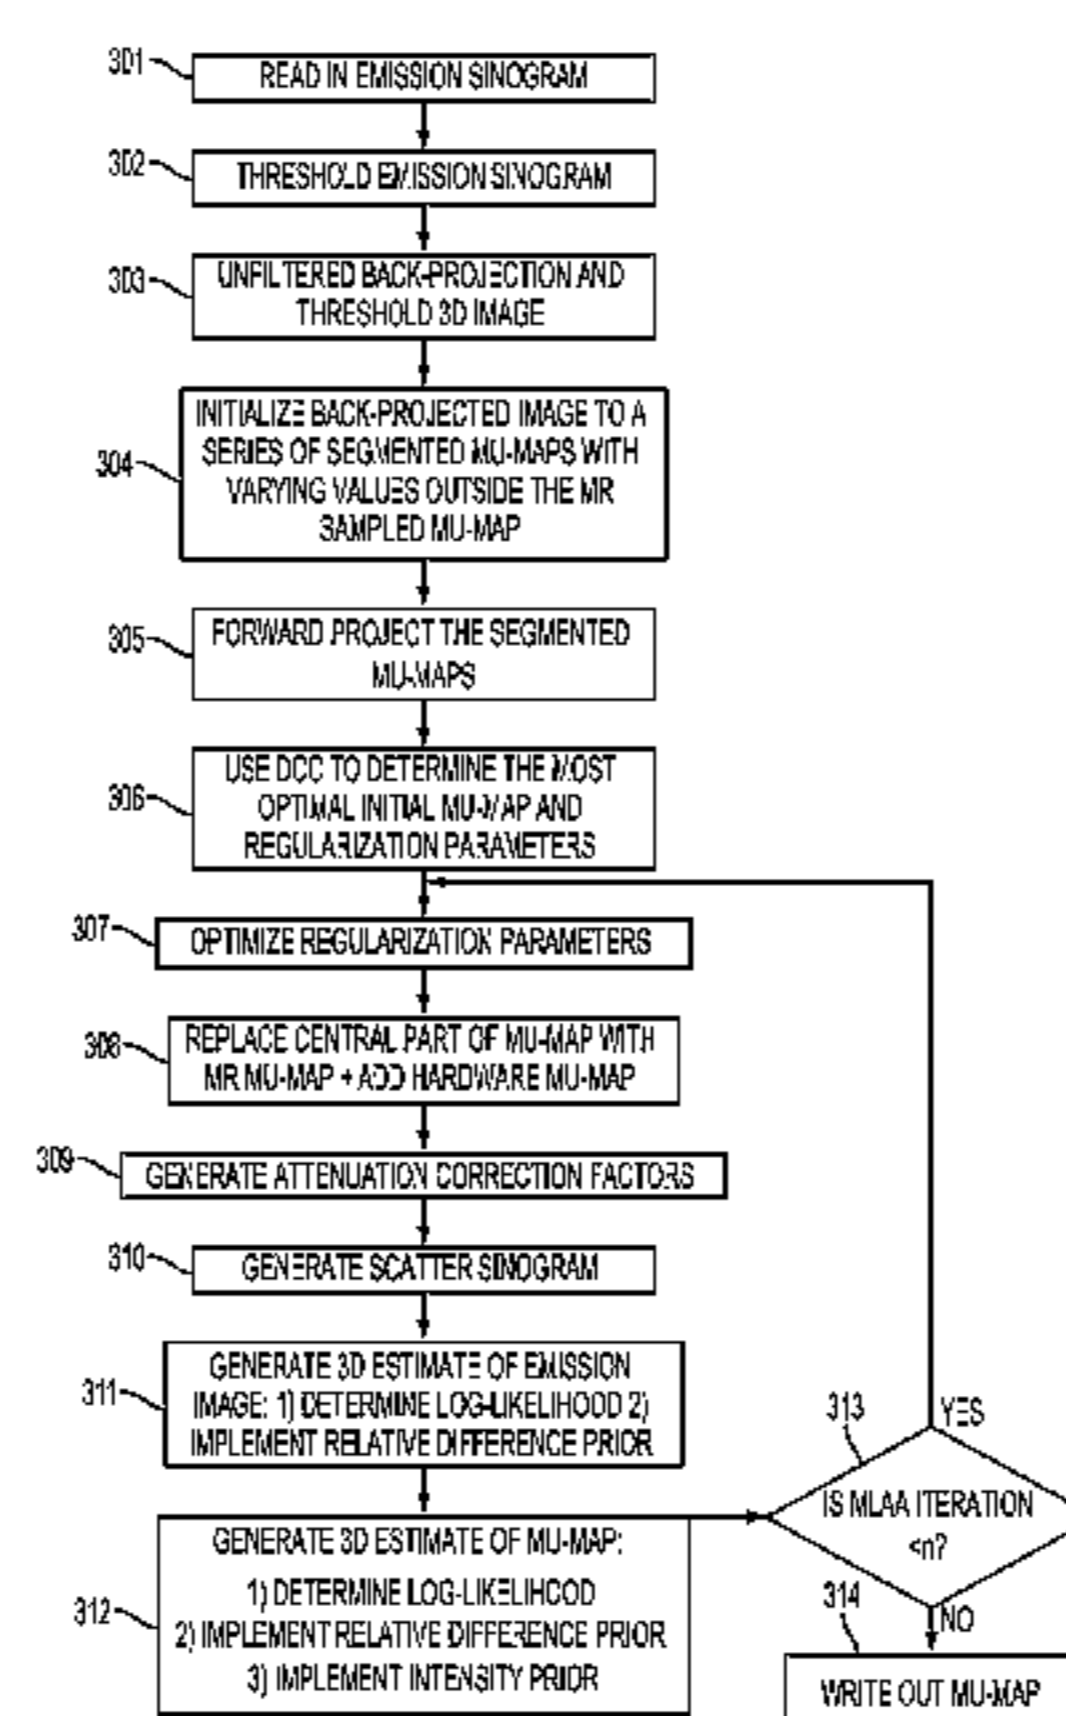 301
READ IN EMISSION SINOGRAM
302
THRESHOLD EMISSION SINOGRAM
303
UNFILTERED BACK-PROJECTION AND
THRESHOLD 3D IMAGE
304
INITIALIZE BACK-PROJECTED IMAGE TO A
SERIES OF SEGMENTED MU-MAPS WITH
VARYING VALUES OUTSIDE THE MR
SAMPLED MU-MAP
305
FORWARD PROJECT THE SEGMENTED
MU-MAPS
306
USE DCC TO DETERMINE THE MOST
OPTIMAL INITIAL MU-MAP AND
REGULARIZATION PARAMETERS
307
OPTIMIZE REGULARIZATION PARAMETERS
308
REPLACE CENTRAL PART OF MU-MAP WITH
MR MU-MAP + ADD HARDWARE MU-MAP
309
GENERATE ATTENUATION CORRECTION FACTORS
310
GENERATE SCATTER SINOGRAM
311
GENERATE 3D ESTIMATE OF EMISSION
IMAGE: 1) DETERMINE LOG-LIKELIHOOD 2)
IMPLEMENT RELATIVE DIFFERENCE PRIOR
312
GENERATE 3D ESTIMATE OF MU-MAP:
1) DETERMINE LOG-LIKELIHOOD
2) IMPLEMENT RELATIVE DIFFERENCE PRIOR
3) IMPLEMENT INTENSITY PRIOR
313
YES
IS MLAA ITERATION
<n?
NO
314
WRITE OUT MU-MAP